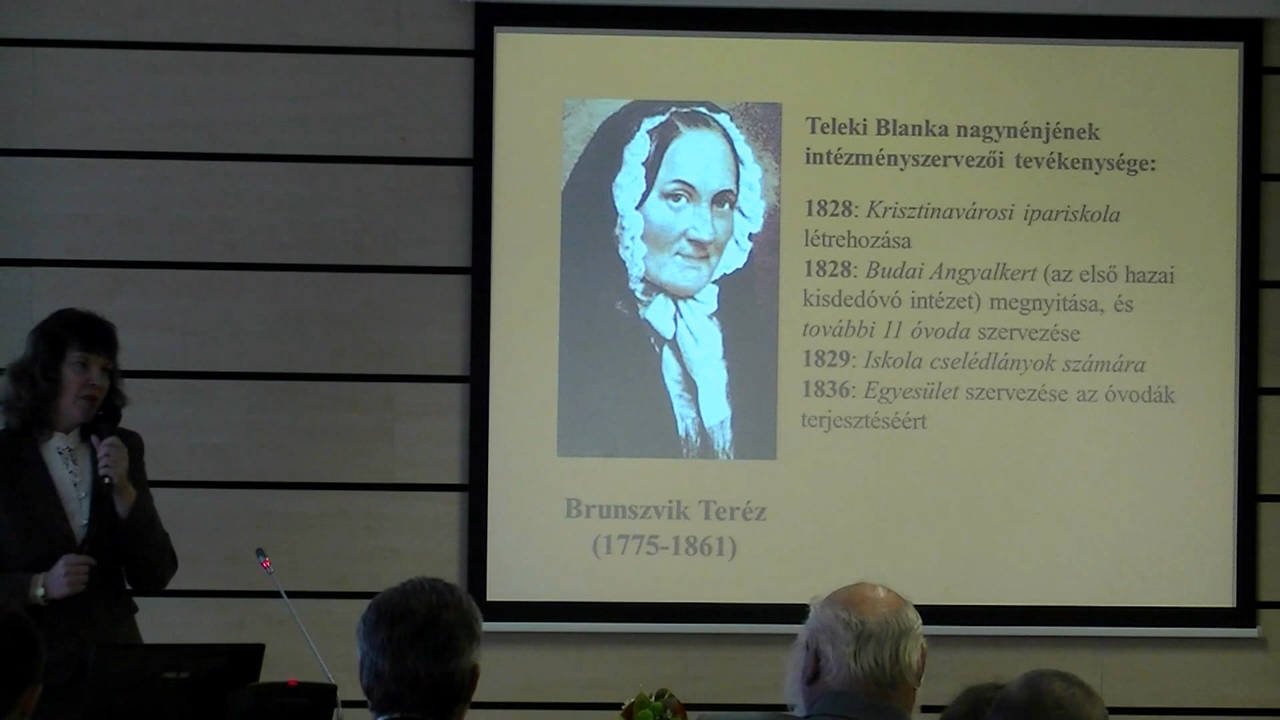 Teleki Blanka nagynénjének
intézményszervezői tevékenysége:
1828: Krisztinavárosi ipariskola
létrehozása
1828: Budai Angyalkert (az első hazai
kisdedóvó intézet) megnyitása, és
további 11 óvoda szervezése
1829: Iskola cselédlányok számára
1836: Egyesület szervezése az óvodák
terjesztéséért
Brunszvik Teréz
(1775-1861)